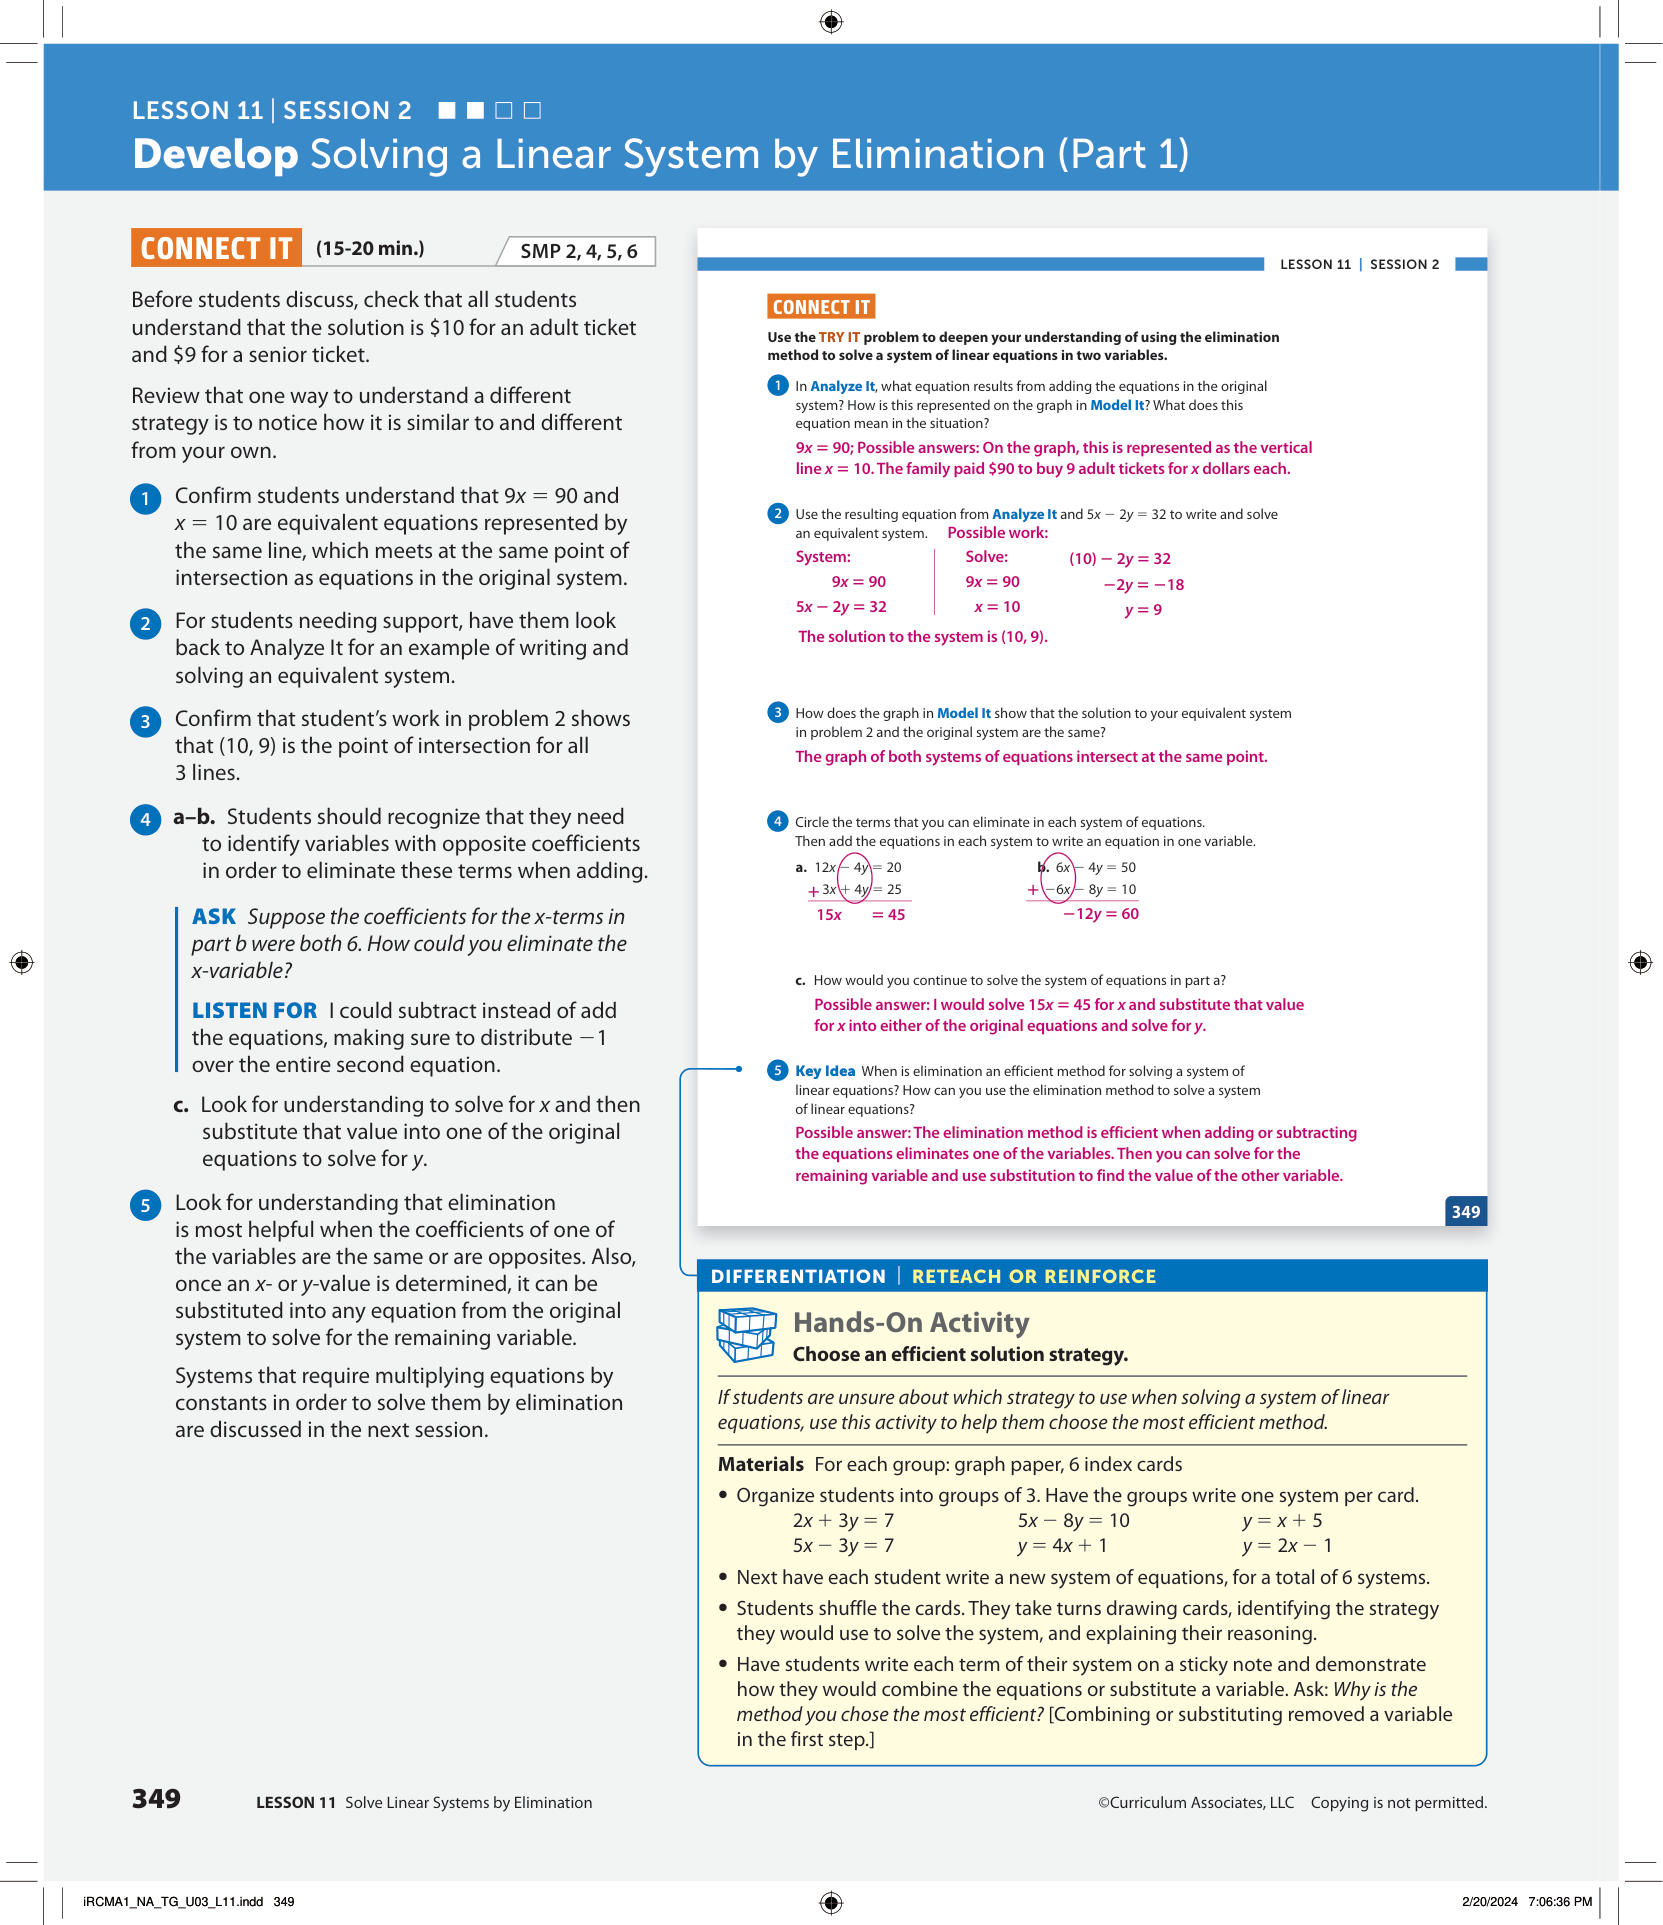 LESSON 11 | SESSION 2
Develop Solving a Linear System by Elimination (Part 1)
CONNECT IT (15-20 min.) SMP 2, 4, 5, 6
Before students discuss, check that all students
understand that the solution is $10 for an adult ticket
and $9 for a senior ticket.
Review that one way to understand a different
strategy is to notice how it is similar to and different
from your own.
1 Confirm students understand that 9x = 90 and
x = 10 are equivalent equations represented by
the same line, which meets at the same point of
intersection as equations in the original system.
2 For students needing support, have them look
back to Analyze It for an example of writing and
solving an equivalent system.
3 Confirm that student's work in problem 2 shows
that (10, 9) is the point of intersection for all
3 lines.
4 a–b. Students should recognize that they need
to identify variables with opposite coefficients
in order to eliminate these terms when adding.
ASK Suppose the coefficients for the x-terms in
part b were both 6. How could you eliminate the
x-variable?
LISTEN FOR I could subtract instead of add
the equations, making sure to distribute −1
over the entire second equation.
c. Look for understanding to solve for x and then
substitute that value into one of the original
equations to solve for y.
5 Look for understanding that elimination
is most helpful when the coefficients of one of
the variables are the same or are opposites. Also,
once an x- or y-value is determined, it can be
substituted into any equation from the original
system to solve for the remaining variable.
Systems that require multiplying equations by
constants in order to solve them by elimination
are discussed in the next session.
LESSON 11 | SESSION 2
CONNECT IT
Use the TRY IT problem to deepen your understanding of using the elimination
method to solve a system of linear equations in two variables.
1 In Analyze It, what equation results from adding the equations in the original
system? How is this represented on the graph in Model It? What does this
equation mean in the situation?
9x = 90; Possible answers: On the graph, this is represented as the vertical
line x = 10. The family paid $90 to buy 9 adult tickets for x dollars each.
2 Use the resulting equation from Analyze It and 5x − 2y = 32 to write and solve
an equivalent system. Possible work:
System: Solve: (10) − 2y = 32
9x = 90 9x = 90 −2y = −18
5x − 2y = 32 x = 10 y = 9
The solution to the system is (10, 9).
3 How does the graph in Model It show that the solution to your equivalent system
in problem 2 and the original system are the same?
The graph of both systems of equations intersect at the same point.
4 Circle the terms that you can eliminate in each system of equations.
Then add the equations in each system to write an equation in one variable.
a. 12x − 4y = 20 b. 6x − 4y = 50
+ 3x + 4y = 25 + −6x − 8y = 10
15x = 45 −12y = 60
c. How would you continue to solve the system of equations in part a?
Possible answer: I would solve 15x = 45 for x and substitute that value
for x into either of the original equations and solve for y.
5 Key Idea When is elimination an efficient method for solving a system of
linear equations? How can you use the elimination method to solve a system
of linear equations?
Possible answer: The elimination method is efficient when adding or subtracting
the equations eliminates one of the variables. Then you can solve for the
remaining variable and use substitution to find the value of the other variable.
349
DIFFERENTIATION | RETEACH OR REINFORCE
Hands-On Activity
Choose an efficient solution strategy.
If students are unsure about which strategy to use when solving a system of linear
equations, use this activity to help them choose the most efficient method.
Materials For each group: graph paper, 6 index cards
• Organize students into groups of 3. Have the groups write one system per card.
2x + 3y = 7 5x − 8y = 10 y = x + 5
5x − 3y = 7 y = 4x + 1 y = 2x − 1
• Next have each student write a new system of equations, for a total of 6 systems.
• Students shuffle the cards. They take turns drawing cards, identifying the strategy
they would use to solve the system, and explaining their reasoning.
• Have students write each term of their system on a sticky note and demonstrate
how they would combine the equations or substitute a variable. Ask: Why is the
method you chose the most efficient? [Combining or substituting removed a variable
in the first step.]
349 LESSON 11 Solve Linear Systems by Elimination ©Curriculum Associates, LLC Copying is not permitted.
iRCMA1_NA_TG_U03_L11.indd 349 2/20/2024 7:06:36 PM